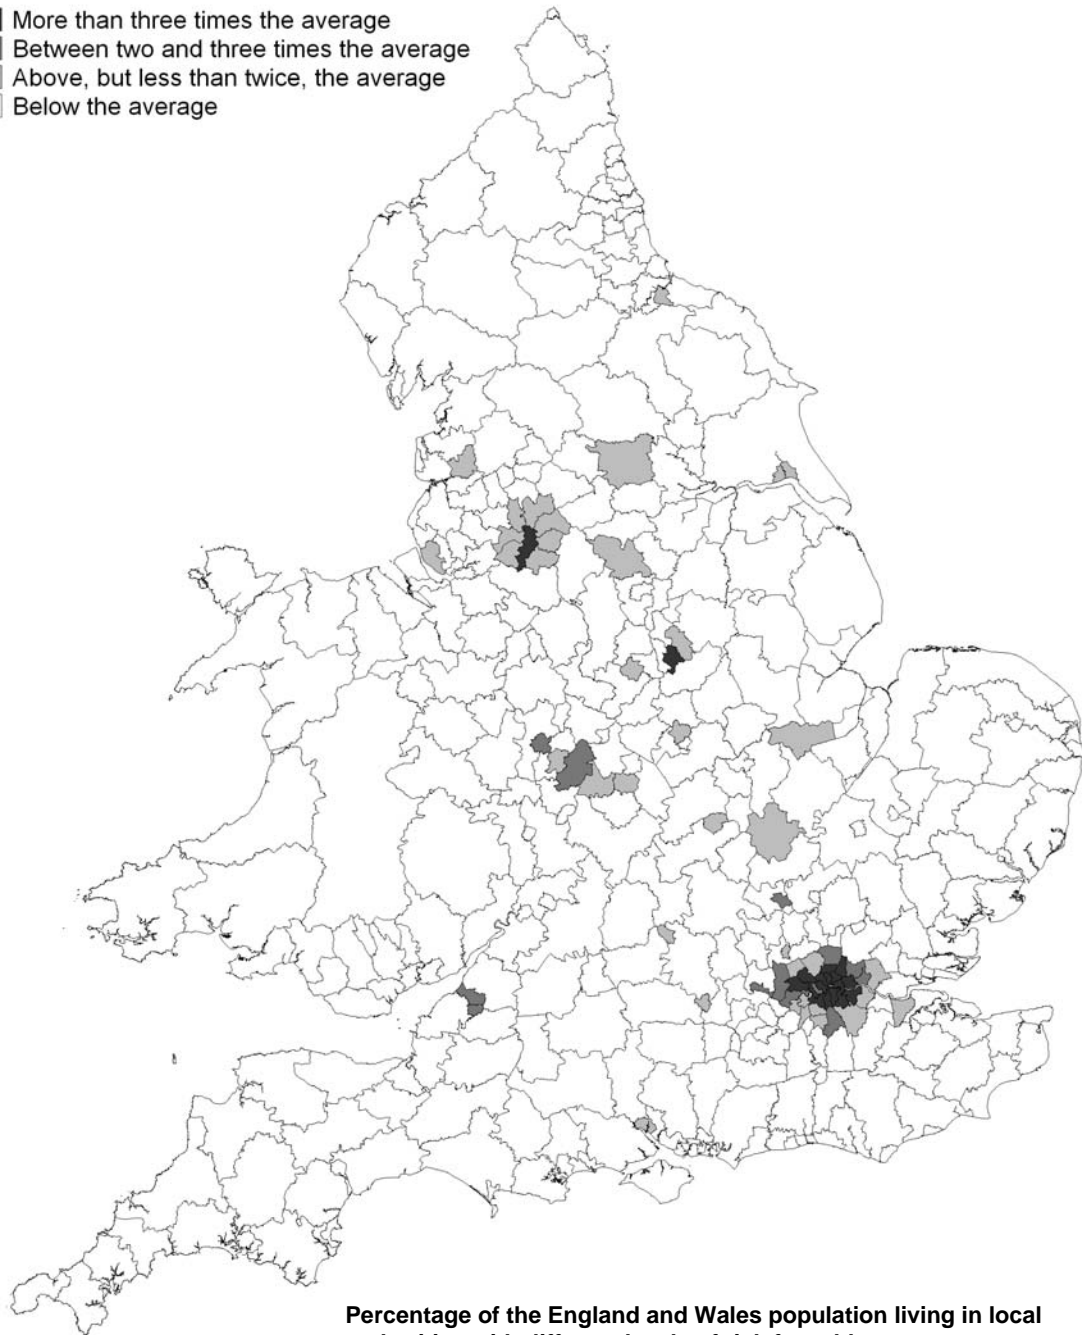 More than three times the average
Between two and three times the average
Above, but less than twice, the average
Below the average
Percentage of the England and Wales population living in local